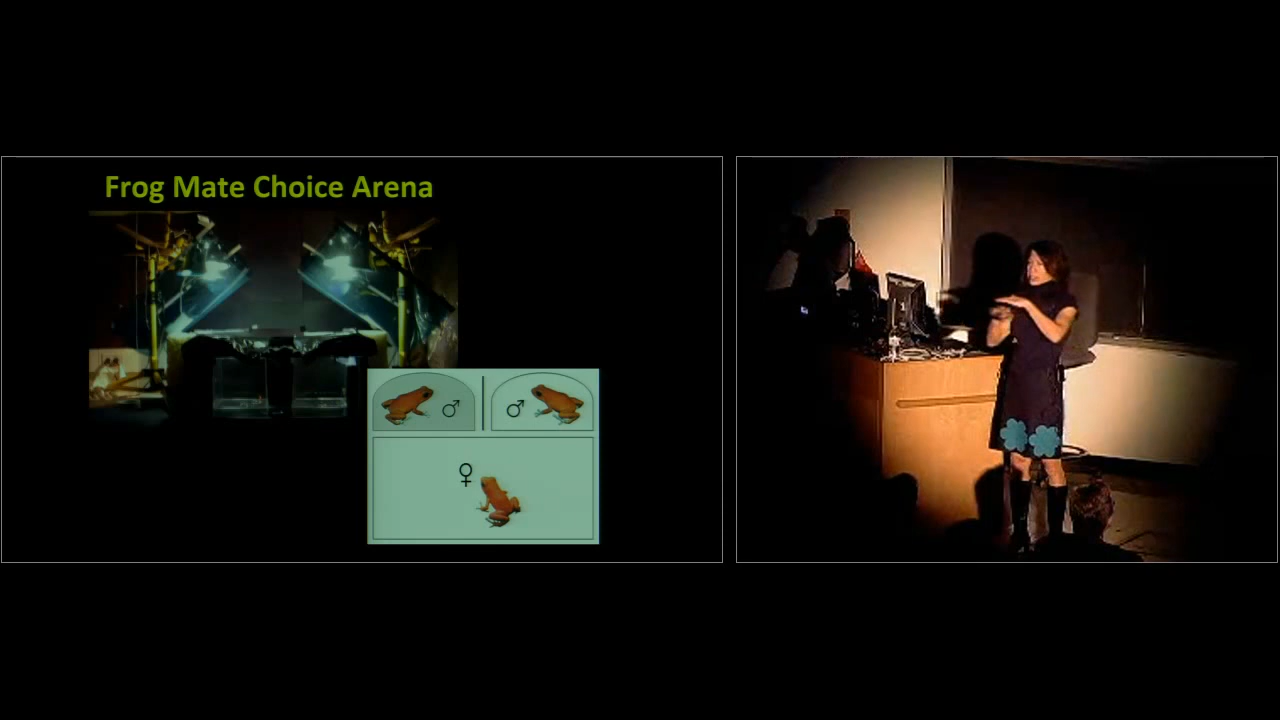 Frog Mate Choice Arena
♂
♂
♀